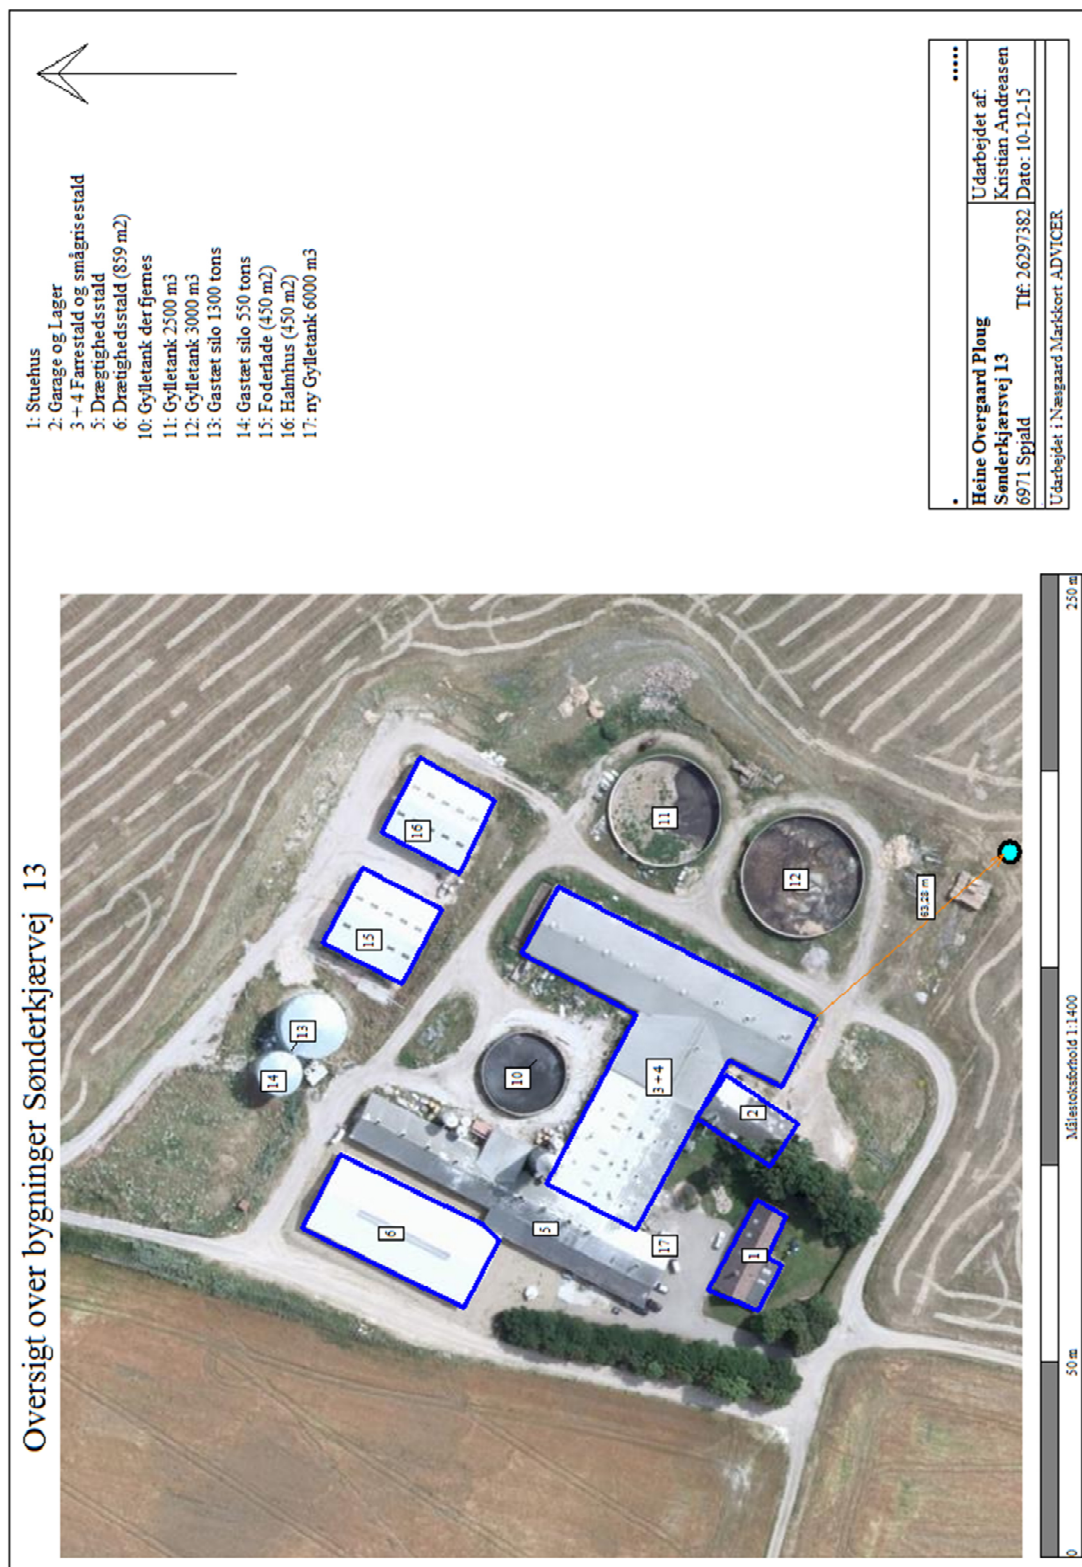 Oversigt over bygninger Sønderkjærvej 13
1: Stuehus
2: Garage og Lager
3 + 4 Farrestald og smågrisestald
5: Drægtighedsstald
6: Drætighedsstald (859 m2)
10: Gylletank der fjernes
11: Gylletank 2500 m3
12: Gylletank 3000 m3
13: Gastæt silo 1300 tons
14: Gastæt silo 550 tons
15: Foderlade (450 m2)
16: Halmhus (450 m2)
17: ny Gylletank 6000 m3
14
13
15
16
6
10
5
3 + 4
11
17
2
12
1
63.28 m
Heine Overgaard Ploug
Sønderkjærsvej 13
6971 Spjald Tlf: 26297382
Udarbejdet af:
Kristian Andreasen
Dato: 10-12-15
Udarbejdet i Næsgaard Markkort ADVICER
0 50 m Målestoksforhold 1:1400 250 m